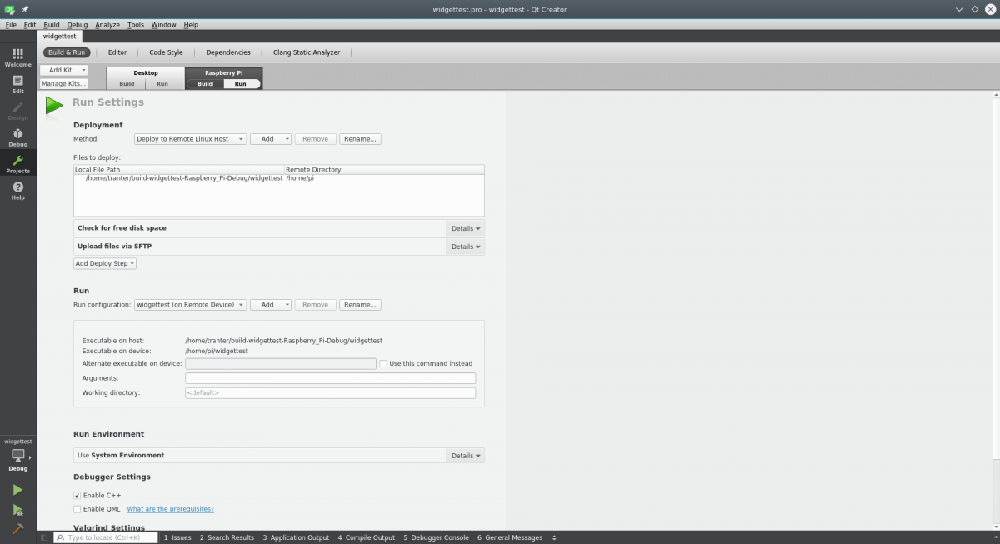 widgettest.pro - widgettest - Qt Creator
File Edit Build Debug Analyze Tools Window Help
widgettest
Build & Run Editor Code Style Dependencies Clang Static Analyzer
Welcome
Edit
Design
Debug
Projects
Help
Add Kit
Manage Kits...
Desktop
Build Run
Raspberry Pi
Build Run
Run Settings
Deployment
Method: Deploy to Remote Linux Host Add Remove Rename...
Files to deploy:
Local File Path Remote Directory
/home/tranter/build-widgettest-Raspberry_Pi-Debug/widgettest /home/pi
Check for free disk space Details
Upload files via SFTP Details
Add Deploy Step
Run
Run configuration: widgettest (on Remote Device) Add Remove Rename...
Executable on host: /home/tranter/build-widgettest-Raspberry_Pi-Debug/widgettest
Executable on device: /home/pi/widgettest
Alternate executable on device: Use this command instead
Arguments:
Working directory: <default>
Run Environment
Use System Environment Details
Debugger Settings
Enable C++
Enable QML What are the prerequisites?
Valgrind Settings
widgettest
Debug
Type to locate (Ctrl+K) 1 Issues 2 Search Results 3 Application Output 4 Compile Output 5 Debugger Console 6 General Messages